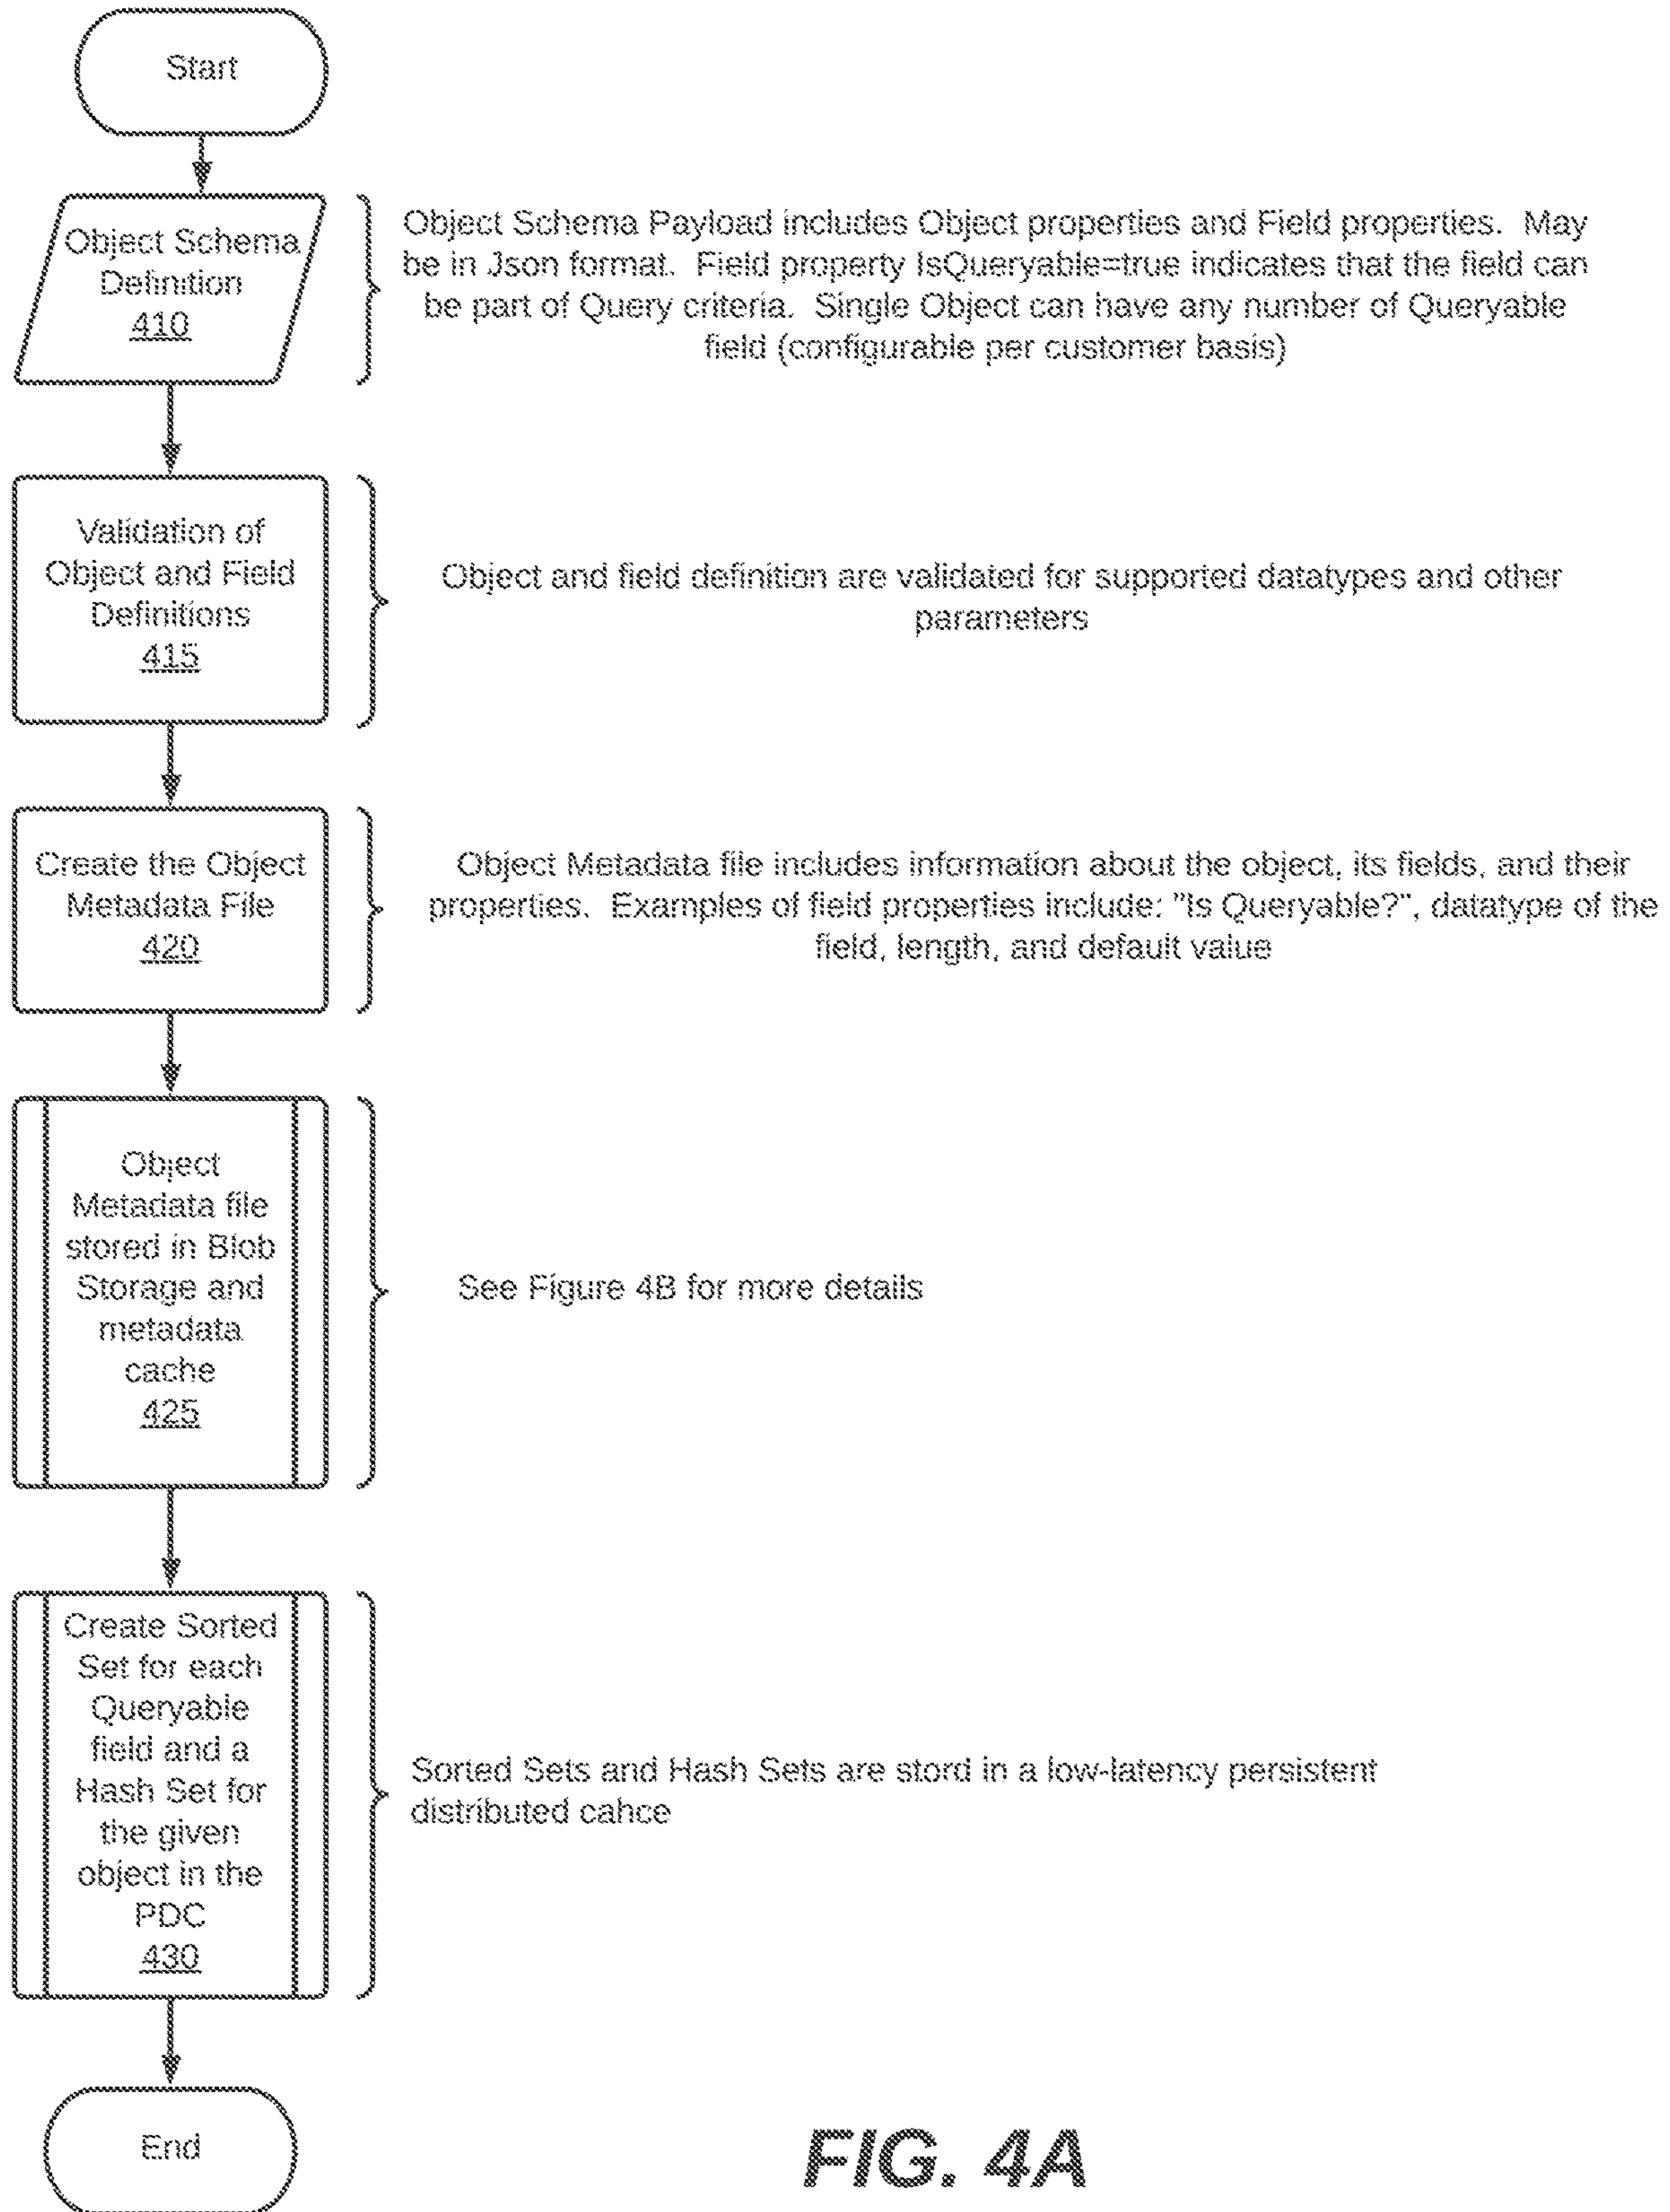 Start
Object Schema
Definition
410
Object Schema Payload includes Object properties and Field properties.  May
be in Json format.  Field property IsQueryable=true indicates that the field can
be part of Query criteria.  Single Object can have any number of Queryable
field (configurable per customer basis)
Validation of
Object and Field
Definitions
415
Object and field definition are validated for supported datatypes and other
parameters
Create the Object
Metadata File
420
Object Metadata file includes information about the object, its fields, and their
properties.  Examples of field properties include: "Is Queryable?", datatype of the
field, length, and default value
Object
Metadata file
stored in Blob
Storage and
metadata
cache
425
See Figure 4B for more details
Create Sorted
Set for each
Queryable
field and a
Hash Set for
the given
object in the
PDC
430
Sorted Sets and Hash Sets are stord in a low-latency persistent
distributed cahce
End
FIG. 4A